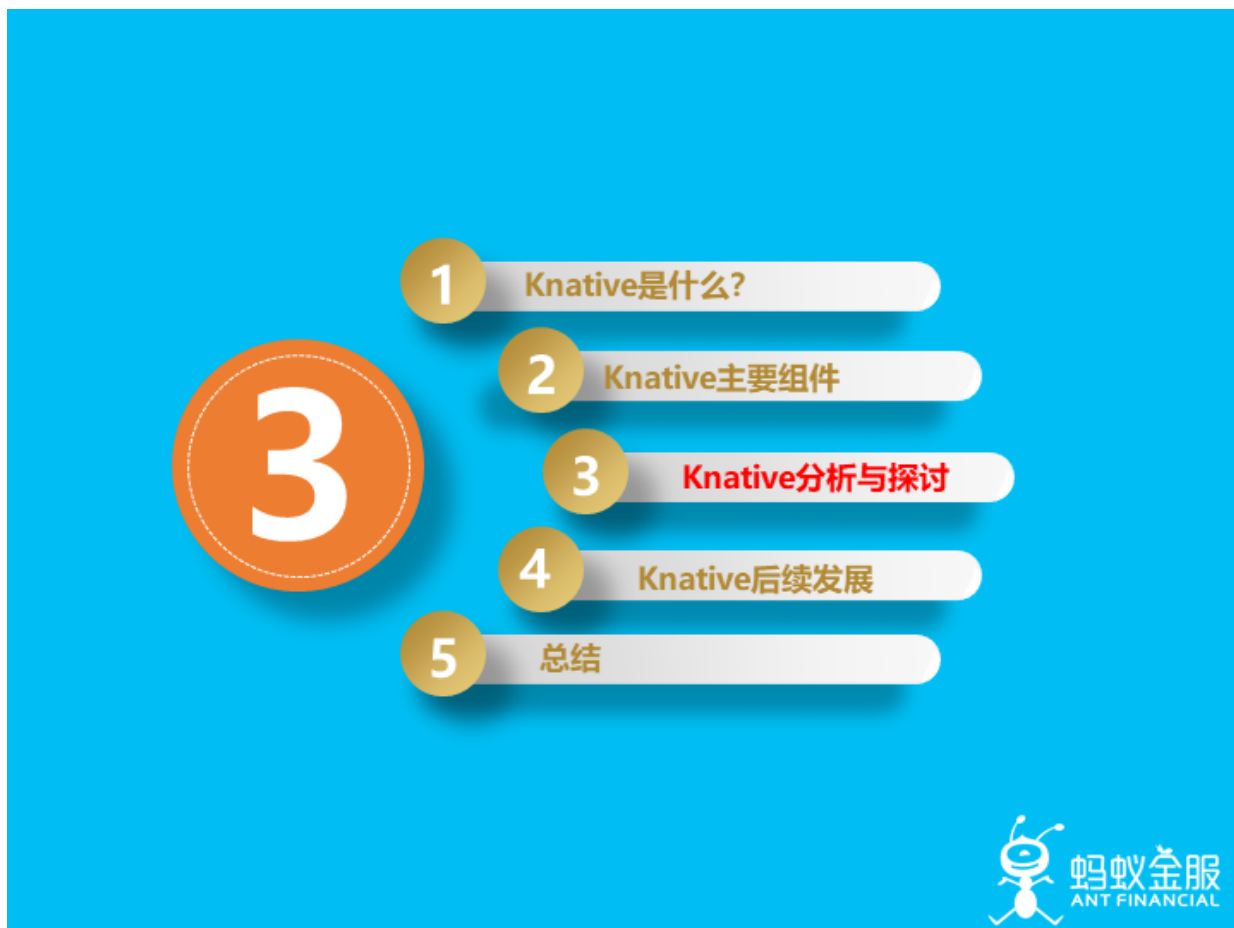 3
1
Knative是什么？
2
Knative主要组件
3
Knative分析与探讨
4
Knative后续发展
5
总结
蚂蚁金服
ANT FINANCIAL